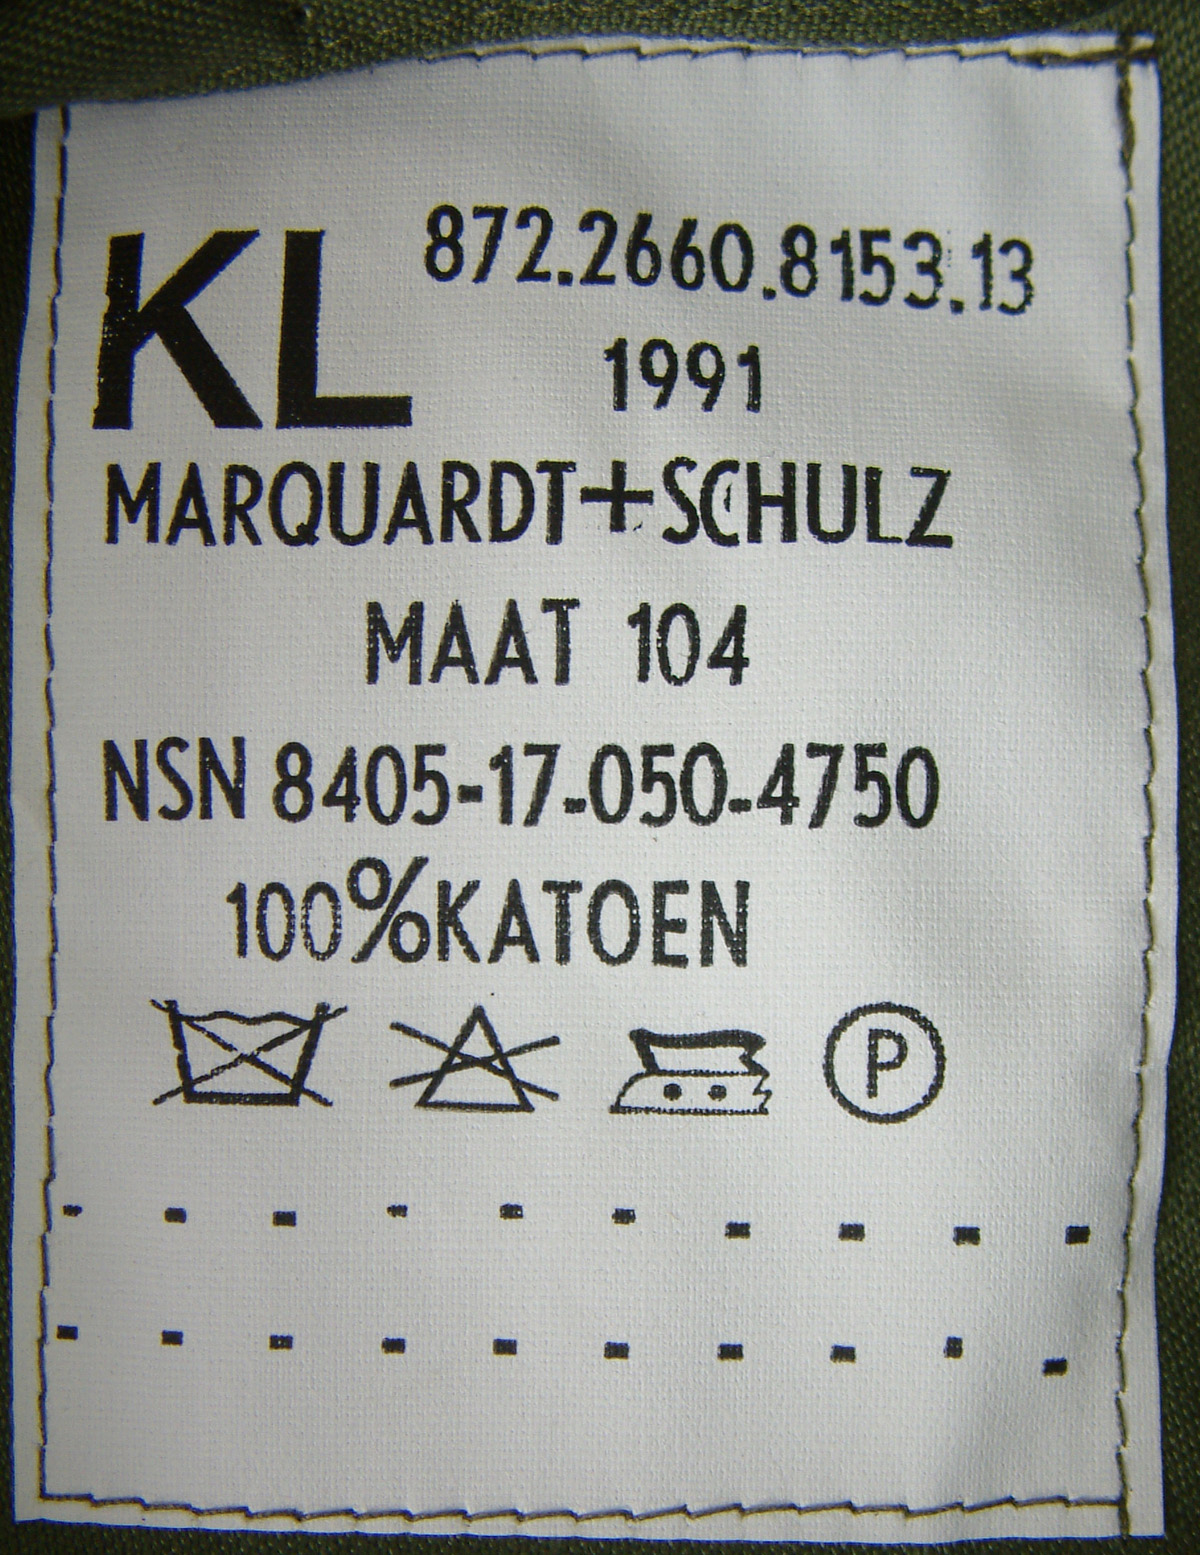 KL 872.2660.8153.13
1991
MARQUARDT+SCHULZ
MAAT 104
NSN 8405-17-050-4750
100%KATOEN
P